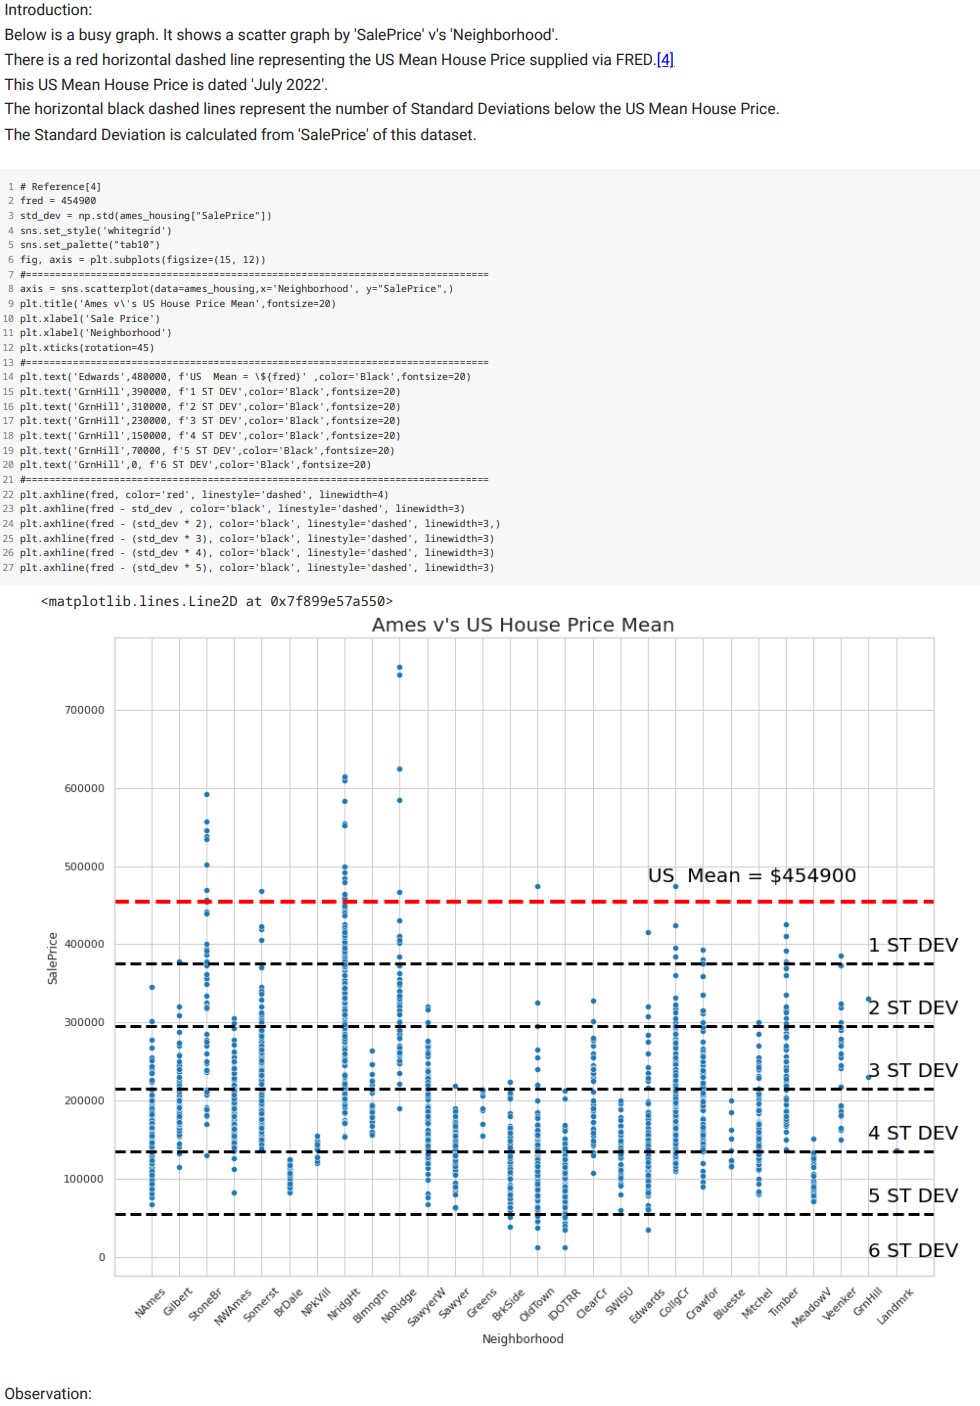 Introduction:
Below is a busy graph. It shows a scatter graph by 'SalePrice' v's 'Neighborhood'.
There is a red horizontal dashed line representing the US Mean House Price supplied via FRED.[4]
This US Mean House Price is dated 'July 2022'.
The horizontal black dashed lines represent the number of Standard Deviations below the US Mean House Price.
The Standard Deviation is calculated from 'SalePrice' of this dataset.
1 # Reference[4]
2 fred = 454900
3 std_dev = np.std(ames_housing["SalePrice"])
4 sns.set_style('whitegrid')
5 sns.set_palette("tab10")
6 fig, axis = plt.subplots(figsize=(15, 12))
7 #==========================================================================
8 axis = sns.scatterplot(data=ames_housing,x='Neighborhood', y="SalePrice",)
9 plt.title('Ames v\'s US House Price Mean',fontsize=20)
10 plt.xlabel('Sale Price')
11 plt.xlabel('Neighborhood')
12 plt.xticks(rotation=45)
13 #==========================================================================
14 plt.text('Edwards',480000, f'US  Mean = \${fred}' ,color='Black',fontsize=20)
15 plt.text('GrnHill',390000, f'1 ST DEV',color='Black',fontsize=20)
16 plt.text('GrnHill',310000, f'2 ST DEV',color='Black',fontsize=20)
17 plt.text('GrnHill',230000, f'3 ST DEV',color='Black',fontsize=20)
18 plt.text('GrnHill',150000, f'4 ST DEV',color='Black',fontsize=20)
19 plt.text('GrnHill',70000, f'5 ST DEV',color='Black',fontsize=20)
20 plt.text('GrnHill',0, f'6 ST DEV',color='Black',fontsize=20)
21 #==========================================================================
22 plt.axhline(fred, color='red', linestyle='dashed', linewidth=4)
23 plt.axhline(fred - std_dev , color='black', linestyle='dashed', linewidth=3)
24 plt.axhline(fred - (std_dev * 2), color='black', linestyle='dashed', linewidth=3,)
25 plt.axhline(fred - (std_dev * 3), color='black', linestyle='dashed', linewidth=3)
26 plt.axhline(fred - (std_dev * 4), color='black', linestyle='dashed', linewidth=3)
27 plt.axhline(fred - (std_dev * 5), color='black', linestyle='dashed', linewidth=3)
<matplotlib.lines.Line2D at 0x7f899e57a550>
Ames v's US House Price Mean
700000
600000
500000
US  Mean = $454900
400000
1 ST DEV
SalePrice
300000
2 ST DEV
3 ST DEV
200000
4 ST DEV
100000
5 ST DEV
0
6 ST DEV
NAmes
Gilbert
StoneBr
NWAmes
Somerst
BrDale
NPkVill
NridgHt
Blmngtn
NoRidge
SawyerW
Sawyer
Greens
BrkSide
OldTown
IDOTRR
ClearCr
SWISU
Edwards
CollgCr
Crawfor
Blueste
Mitchel
Timber
MeadowV
Veenker
GrnHill
Landmrk
Neighborhood
Observation: